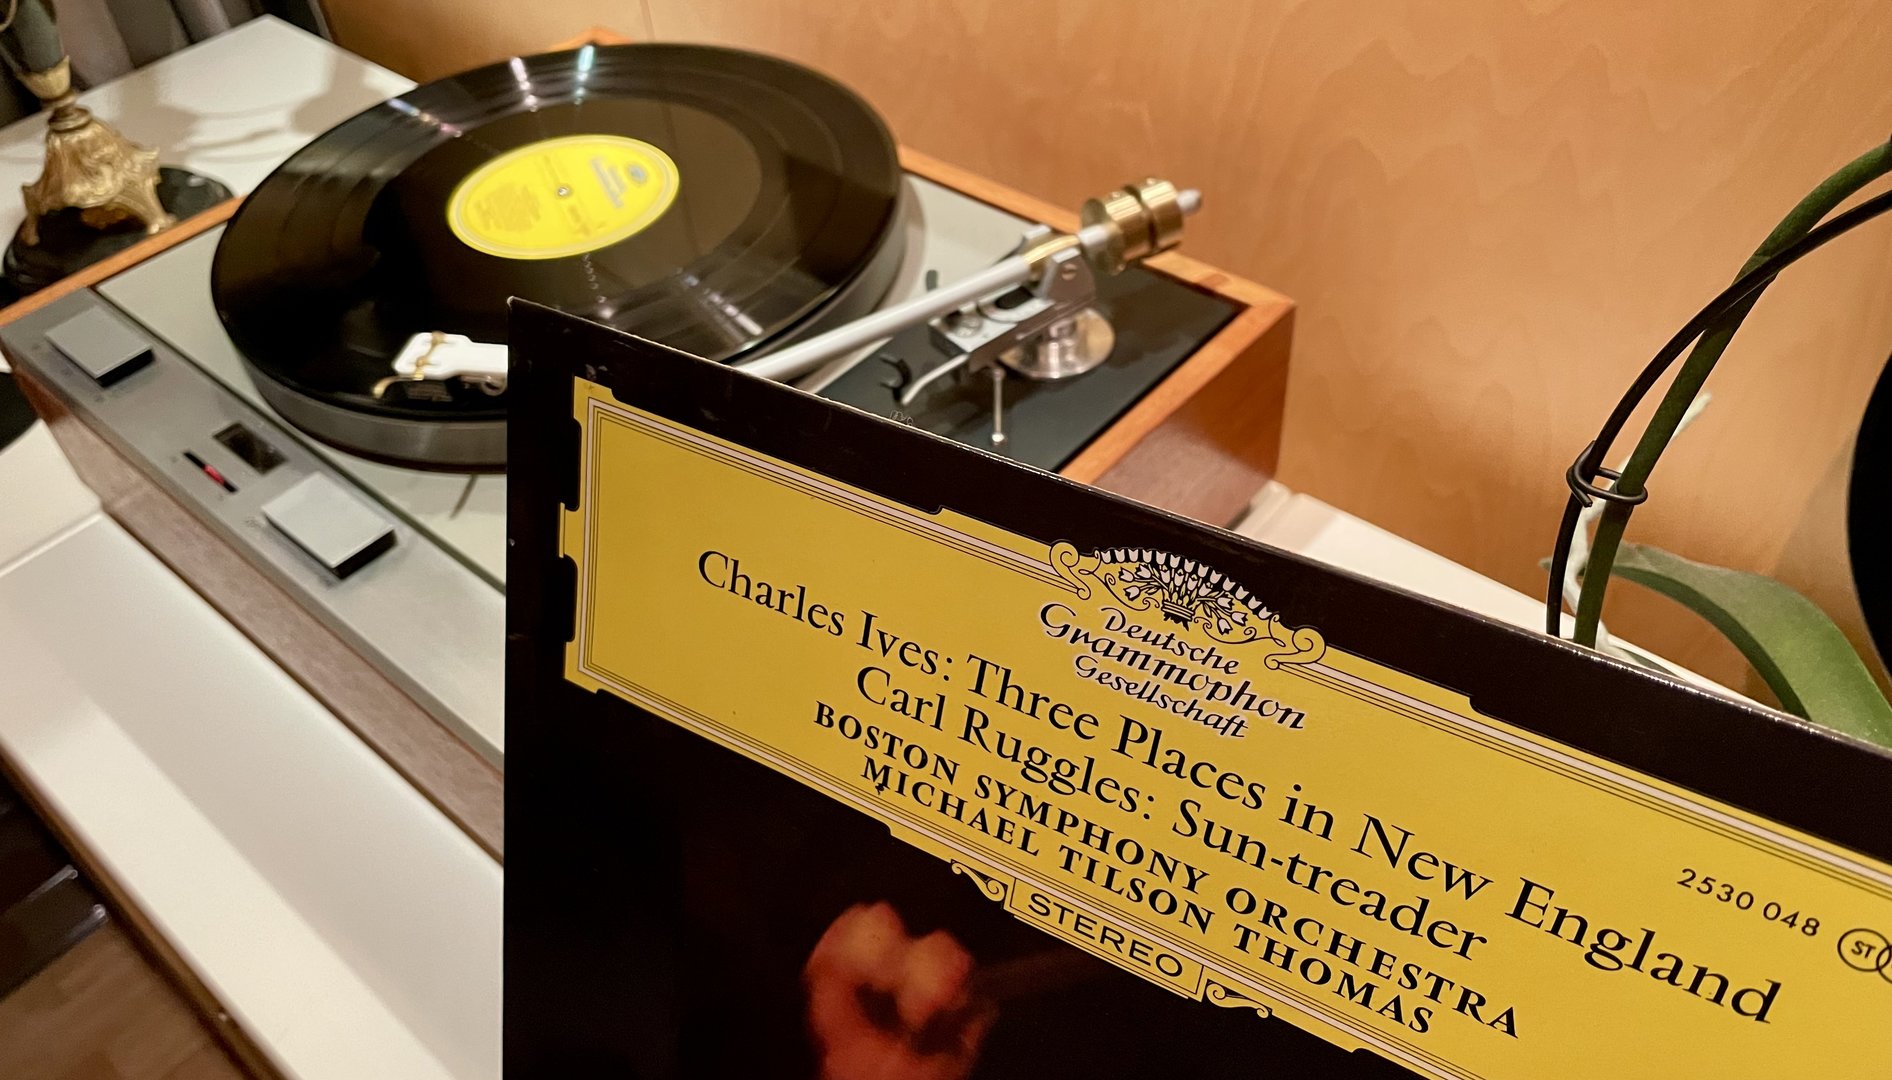 Deutsche
Grammophon
Gesellschaft
Charles Ives: Three Places in New England
Carl Ruggles: Sun-treader
BOSTON SYMPHONY ORCHESTRA
MICHAEL TILSON THOMAS
STEREO
2530 048
ST